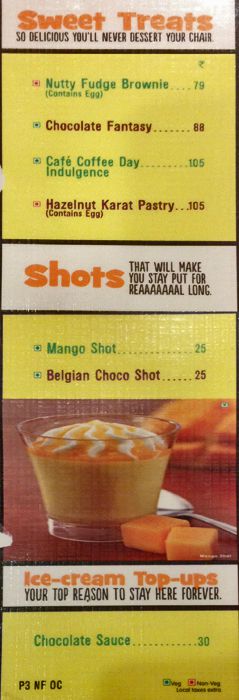 Sweet Treats
SO DELICIOUS YOU'LL NEVER DESSERT YOUR CHAIR.
₹
Nutty Fudge Brownie....79
(Contains Egg)
Chocolate Fantasy....... 88
Café Coffee Day..........105
Indulgence
Hazelnut Karat Pastry...105
(Contains Egg)
Shots THAT WILL MAKE
YOU STAY PUT FOR
REAAAAAAAL LONG.
Mango Shot............... 25
Belgian Choco Shot...... 25
Mango Shot
Ice-cream Top-ups
YOUR TOP REASON TO STAY HERE FOREVER.
Chocolate Sauce.............30
P3 NF OC
Veg Non-Veg
Local taxes extra